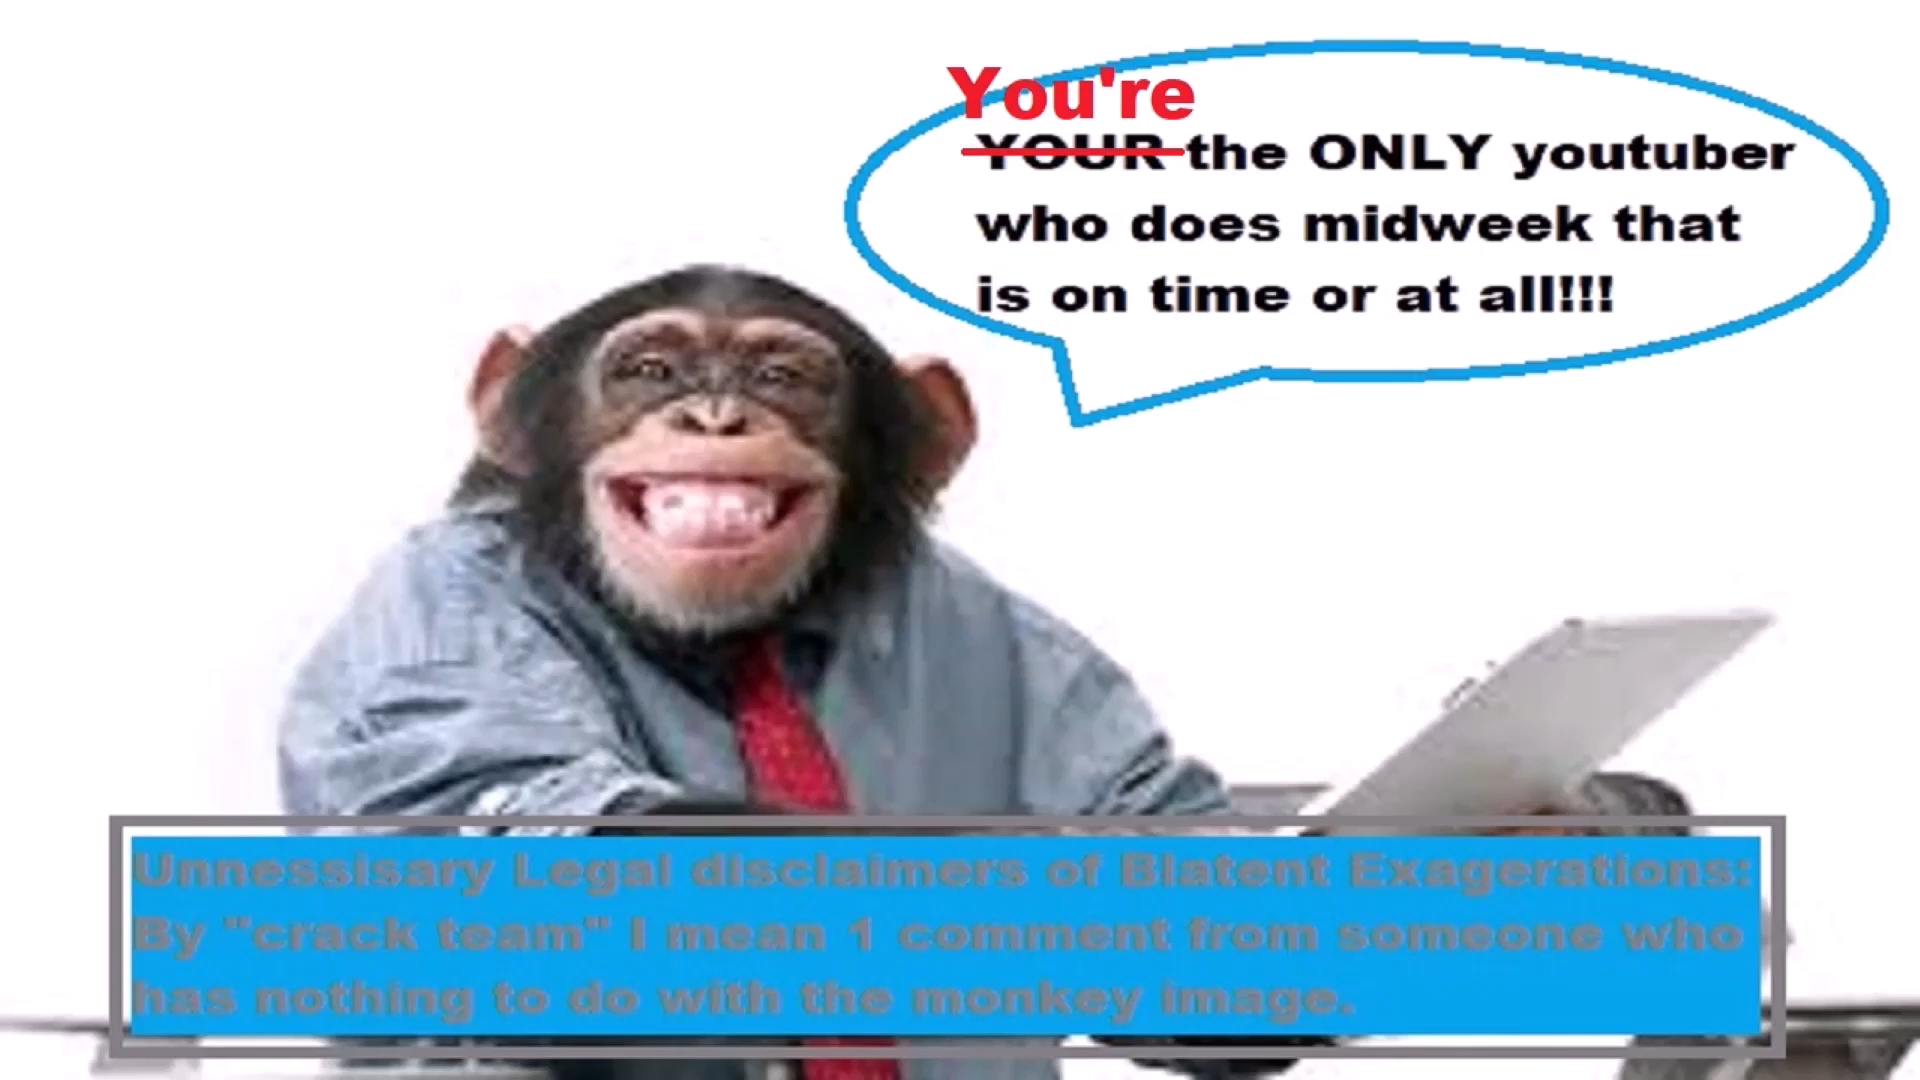 You're
YOUR the ONLY youtuber
who does midweek that
is on time or at all!!!
Unnessisary Legal disclaimers of Blatent Exagerations:
By "crack team" I mean 1 comment from someone who
has nothing to do with the monkey image.